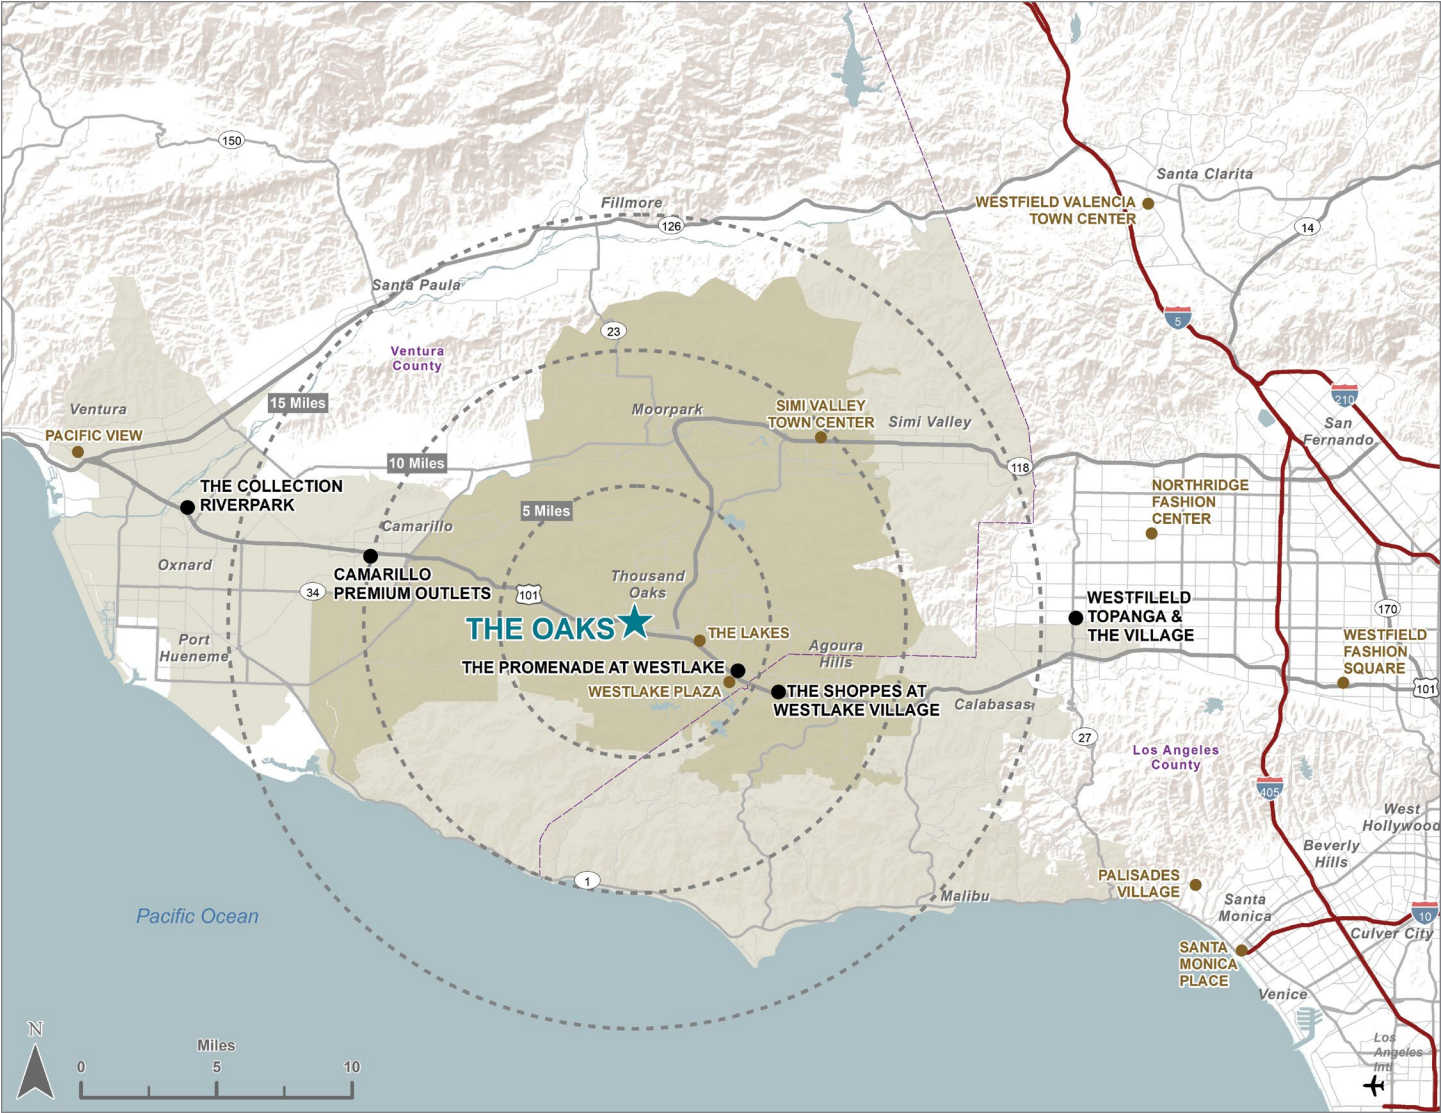 150
Santa Clarita
WESTFIELD VALENCIA
TOWN CENTER
Fillmore
126
14
Santa Paula
5
23
Ventura
County
210
15 Miles
Ventura
Moorpark
SIMI VALLEY
TOWN CENTER
Simi Valley
San
Fernando
PACIFIC VIEW
10 Miles
118
THE COLLECTION
RIVERPARK
NORTHRIDGE
FASHION
CENTER
5 Miles
Camarillo
Oxnard
CAMARILLO
PREMIUM OUTLETS
34
101
Thousand
Oaks
WESTFILELD
TOPANGA &
THE VILLAGE
170
THE OAKS
THE LAKES
Port
Hueneme
Agoura
Hills
WESTFIELD
FASHION
SQUARE
THE PROMENADE AT WESTLAKE
WESTLAKE PLAZA
THE SHOPPES AT
WESTLAKE VILLAGE
101
Calabasas
27
Los Angeles
County
405
West
Hollywood
Beverly
Hills
1
PALISADES
VILLAGE
Malibu
Santa
Monica
10
Pacific Ocean
Culver City
SANTA
MONICA
PLACE
Venice
N
Miles
0 5 10
Los
Angeles
Intl